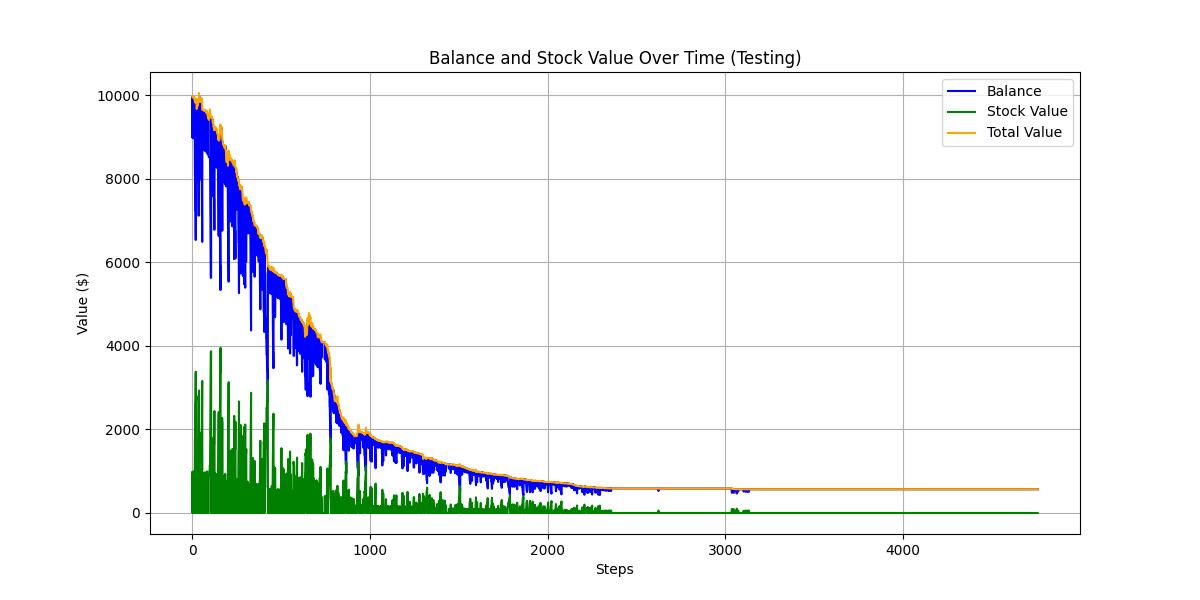 Balance and Stock Value Over Time (Testing)
Balance
Stock Value
Total Value
10000
8000
6000
4000
2000
0
Value ($)
0 1000 2000 3000 4000
Steps